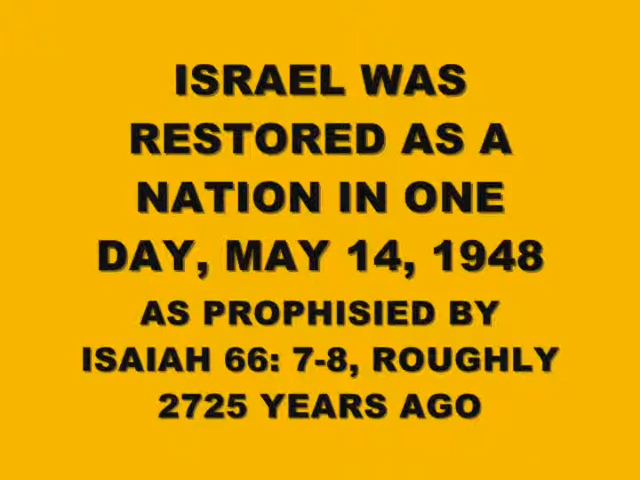 ISRAEL WAS
RESTORED AS A
NATION IN ONE
DAY, MAY 14, 1948
AS PROPHISIED BY
ISAIAH 66: 7-8, ROUGHLY
2725 YEARS AGO